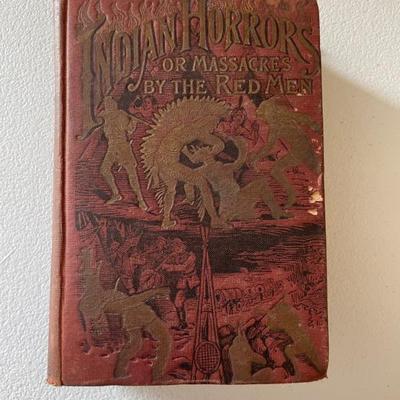 INDIAN HORRORS
OR MASSACRES
BY THE RED MEN